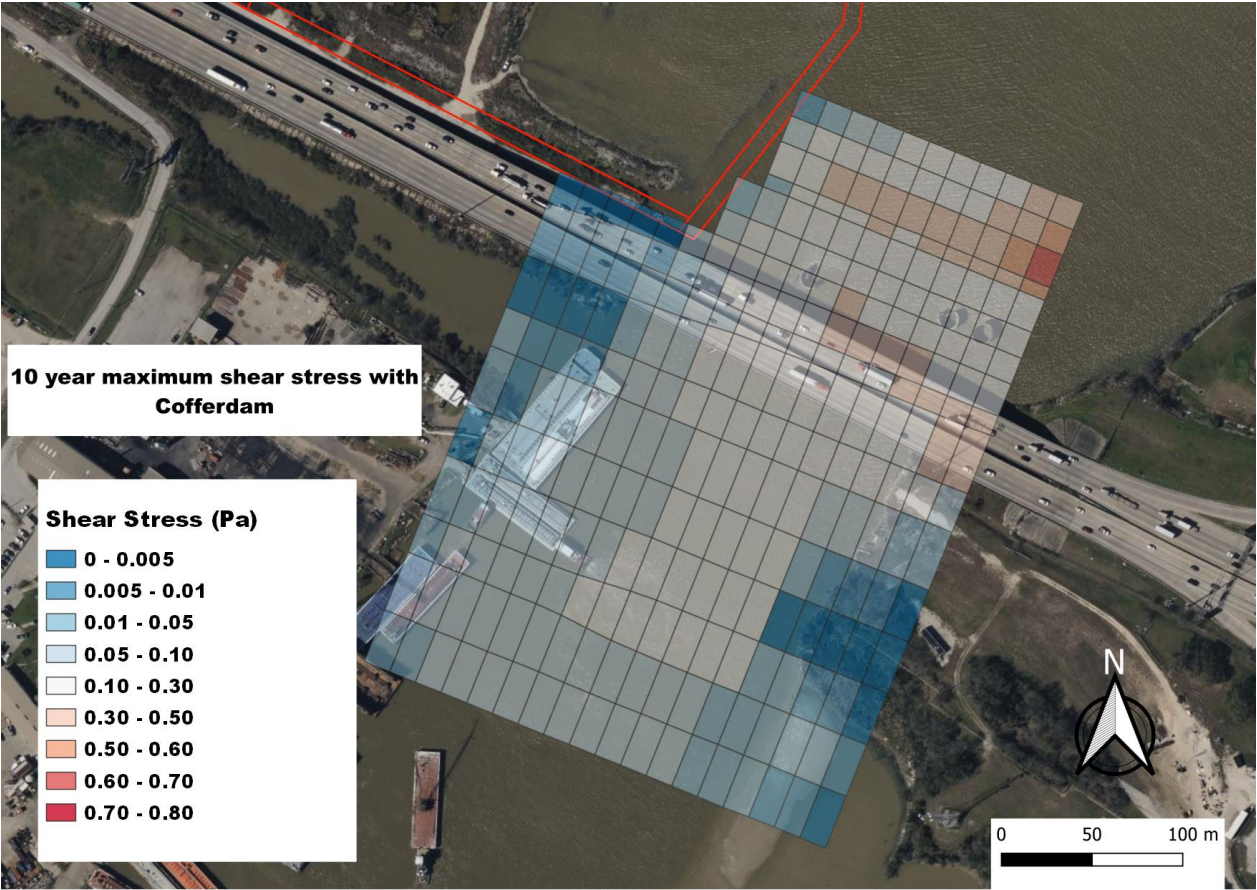 10 year maximum shear stress with
Cofferdam
Shear Stress (Pa)
0 - 0.005
0.005 - 0.01
0.01 - 0.05
0.05 - 0.10
0.10 - 0.30
0.30 - 0.50
0.50 - 0.60
0.60 - 0.70
0.70 - 0.80
N
0 50 100 m